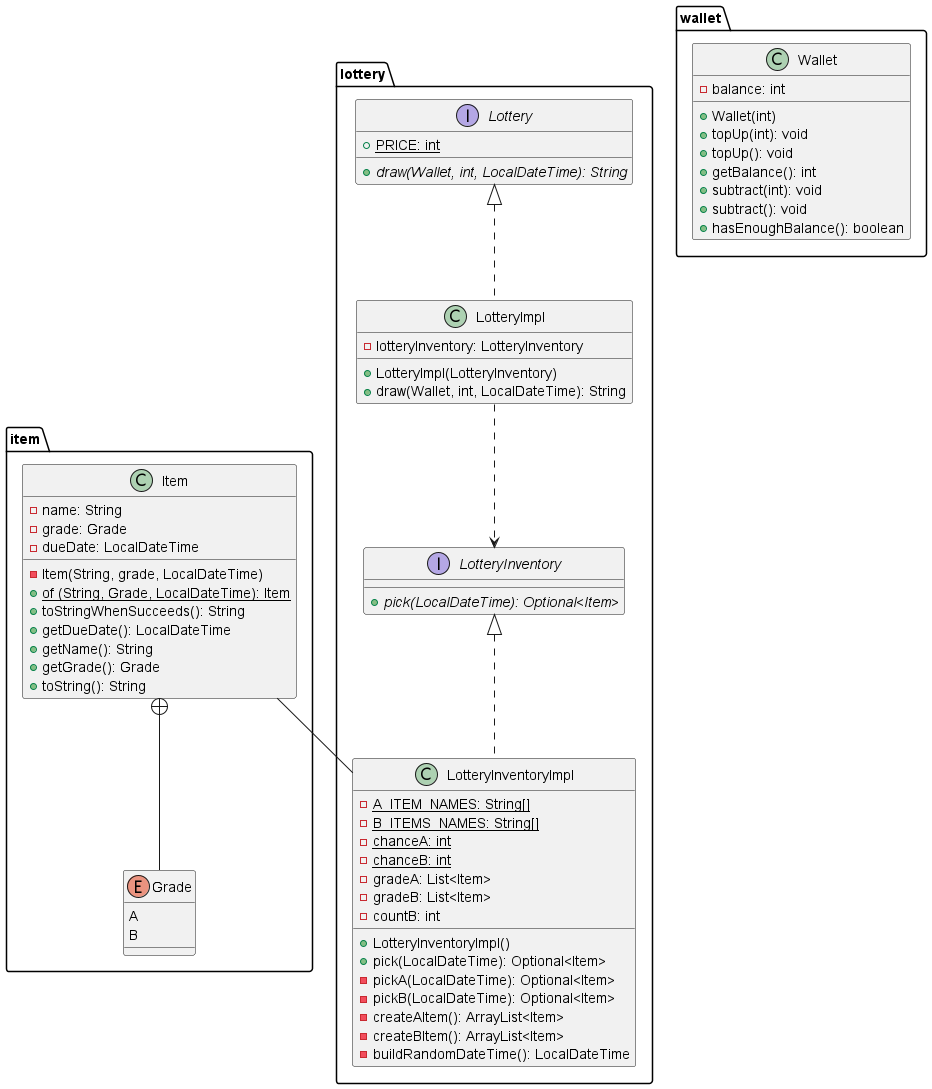 wallet
C Wallet
balance: int
Wallet(int)
topUp(int): void
topUp(): void
getBalance(): int
subtract(int): void
subtract(): void
hasEnoughBalance(): boolean
lottery
I Lottery
PRICE: int
draw(Wallet, int, LocalDateTime): String
C LotteryImpl
lotteryInventory: LotteryInventory
LotteryImpl(LotteryInventory)
draw(Wallet, int, LocalDateTime): String
I LotteryInventory
pick(LocalDateTime): Optional<Item>
C LotteryInventoryImpl
A_ITEM_NAMES: String[]
B_ITEMS_NAMES: String[]
chanceA: int
chanceB: int
gradeA: List<Item>
gradeB: List<Item>
countB: int
LotteryInventoryImpl()
pick(LocalDateTime): Optional<Item>
pickA(LocalDateTime): Optional<Item>
pickB(LocalDateTime): Optional<Item>
createAItem(): ArrayList<Item>
createBItem(): ArrayList<Item>
buildRandomDateTime(): LocalDateTime
item
C Item
name: String
grade: Grade
dueDate: LocalDateTime
Item(String, grade, LocalDateTime)
of (String, Grade, LocalDateTime): Item
toStringWhenSucceeds(): String
getDueDate(): LocalDateTime
getName(): String
getGrade(): Grade
toString(): String
E Grade
A
B